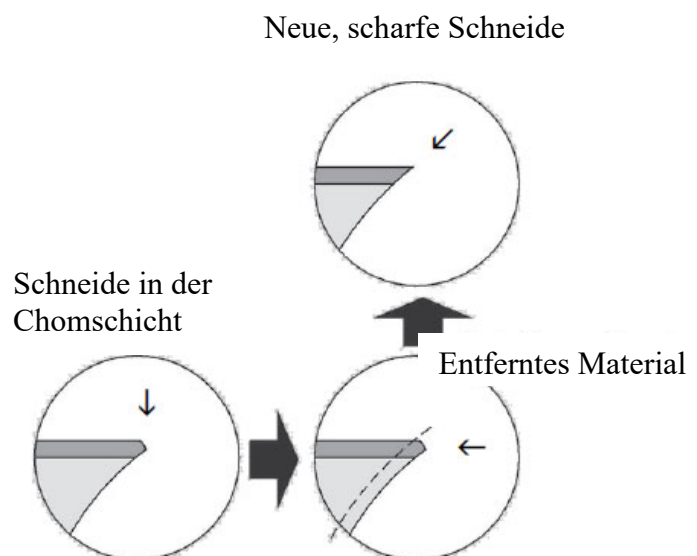 Neue, scharfe Schneide
Schneide in der
Chomschicht
Entferntes Material